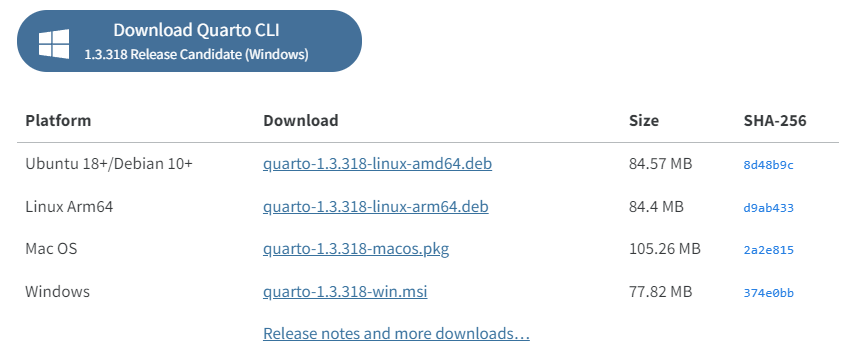 Download Quarto CLI
1.3.318 Release Candidate (Windows)
Platform Download Size SHA-256
Ubuntu 18+/Debian 10+ quarto-1.3.318-linux-amd64.deb 84.57 MB 8d48b9c
Linux Arm64 quarto-1.3.318-linux-arm64.deb 84.4 MB d9ab433
Mac OS quarto-1.3.318-macos.pkg 105.26 MB 2a2e815
Windows quarto-1.3.318-win.msi 77.82 MB 374e0bb
Release notes and more downloads…